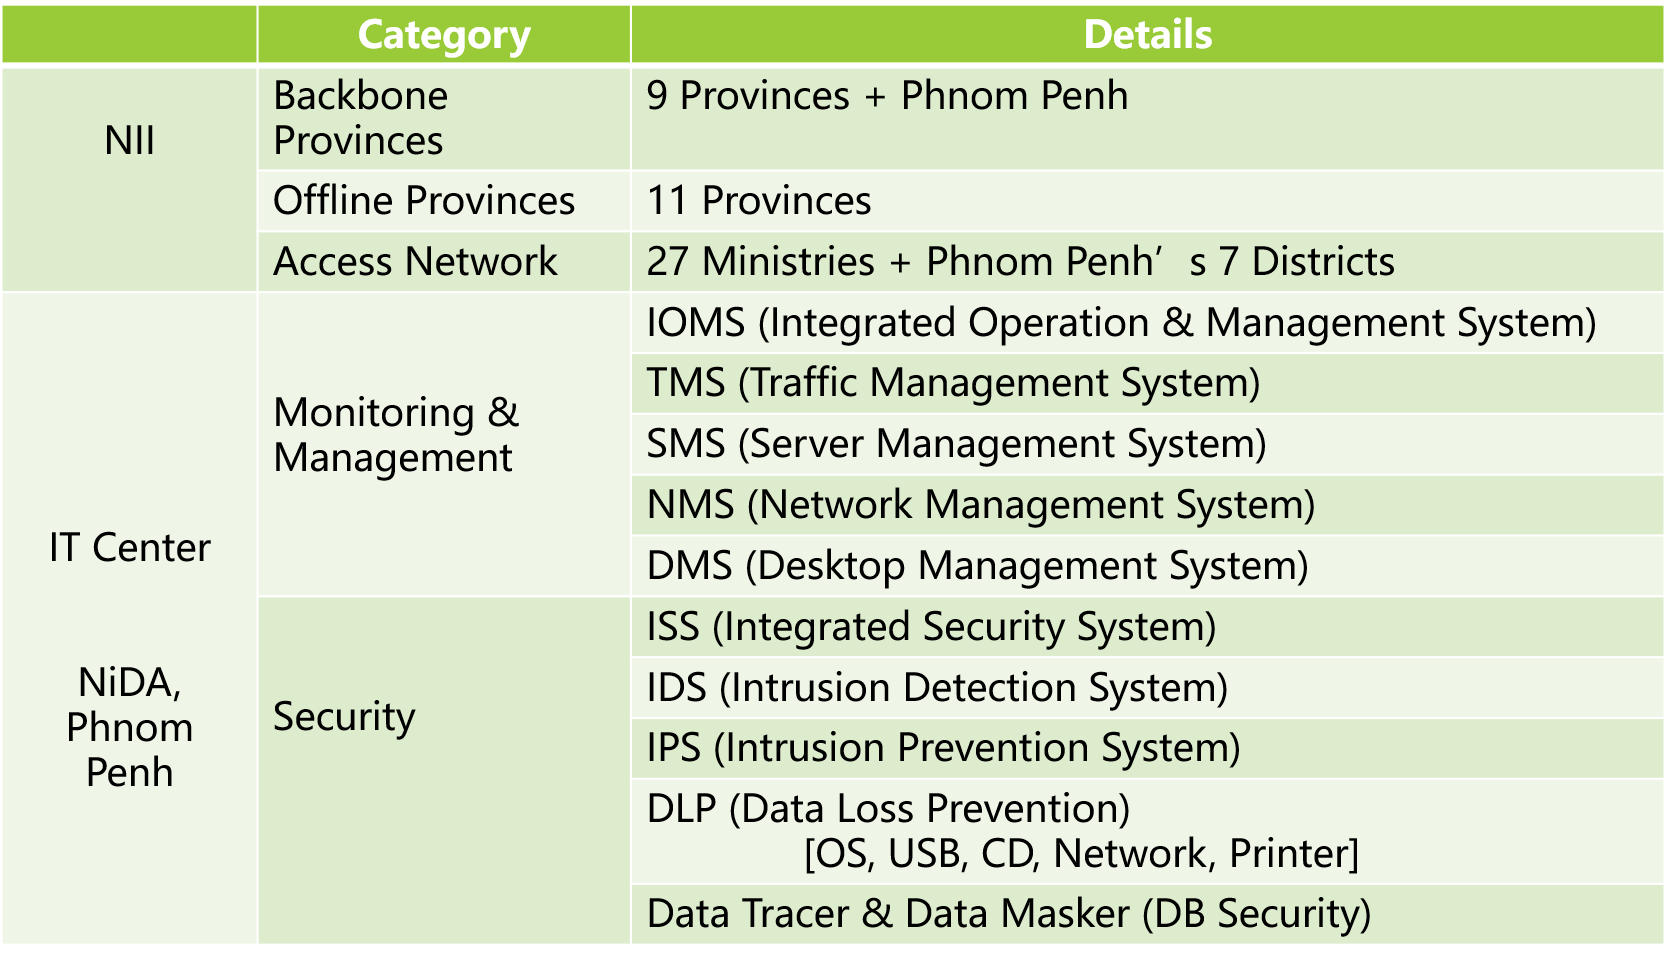 Category
Details
NII
Backbone
Provinces
9 Provinces + Phnom Penh
Offline Provinces
11 Provinces
Access Network
27 Ministries + Phnom Penh’ s 7 Districts
IT Center
NiDA,
Phnom
Penh
Monitoring &
Management
IOMS (Integrated Operation & Management System)
TMS (Traffic Management System)
SMS (Server Management System)
NMS (Network Management System)
DMS (Desktop Management System)
Security
ISS (Integrated Security System)
IDS (Intrusion Detection System)
IPS (Intrusion Prevention System)
DLP (Data Loss Prevention)
[OS, USB, CD, Network, Printer]
Data Tracer & Data Masker (DB Security)